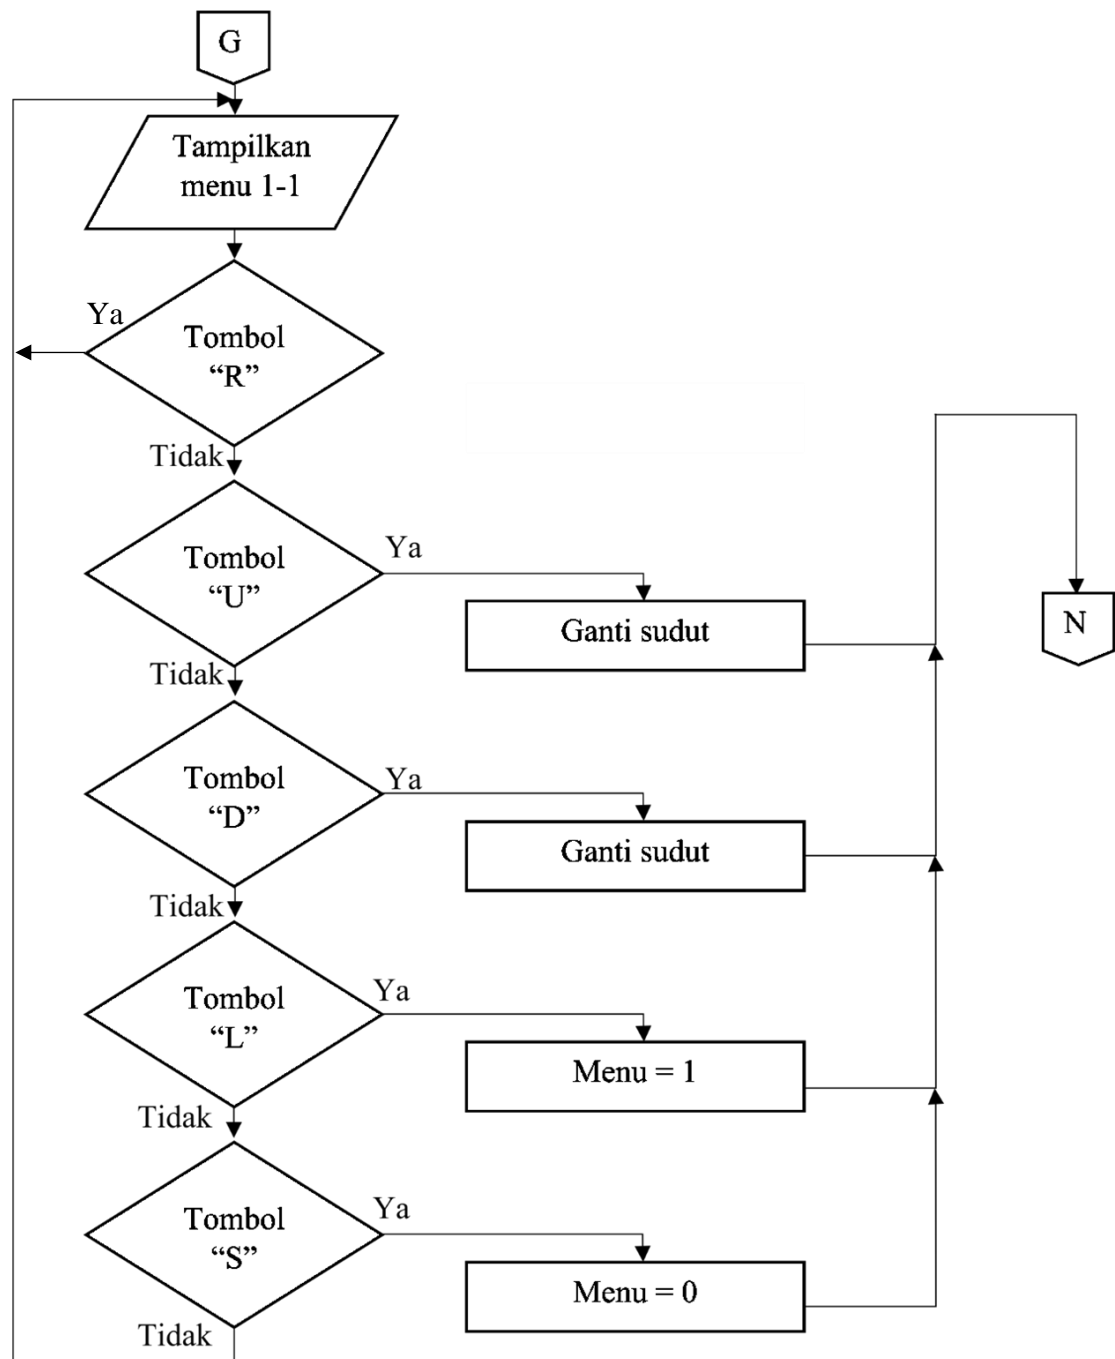 G
Tampilkan
menu 1-1
Ya
Tombol
“R”
Tidak
Tombol
“U”
Ya
Ganti sudut
N
Tidak
Tombol
“D”
Ya
Ganti sudut
Tidak
Tombol
“L”
Ya
Menu = 1
Tidak
Tombol
“S”
Ya
Menu = 0
Tidak